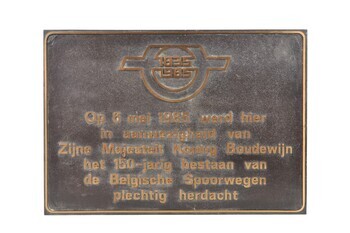 1835
1985
Op 5 mei 1985 werd hier
in aanwezigheid van
Zijne Majesteit Koning Boudewijn
het 150-jarig bestaan van
de Belgische Spoorwegen
plechtig herdacht